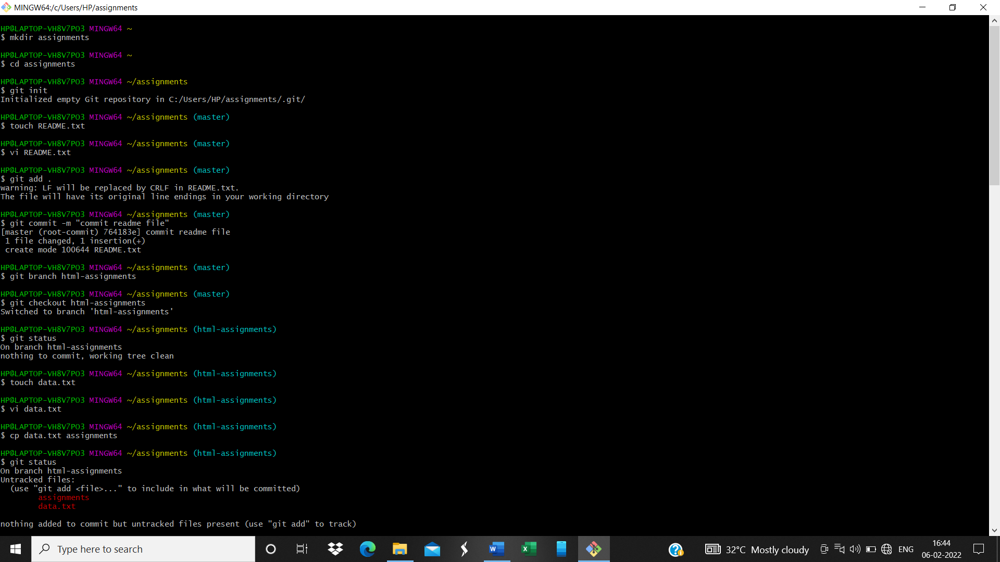 MINGW64:/c/Users/HP/assignments
HP@LAPTOP-VH8V7PO3 MINGW64 ~
$ mkdir assignments
HP@LAPTOP-VH8V7PO3 MINGW64 ~
$ cd assignments
HP@LAPTOP-VH8V7PO3 MINGW64 ~/assignments
$ git init
Initialized empty Git repository in C:/Users/HP/assignments/.git/
HP@LAPTOP-VH8V7PO3 MINGW64 ~/assignments (master)
$ touch README.txt
HP@LAPTOP-VH8V7PO3 MINGW64 ~/assignments (master)
$ vi README.txt
HP@LAPTOP-VH8V7PO3 MINGW64 ~/assignments (master)
$ git add .
warning: LF will be replaced by CRLF in README.txt.
The file will have its original line endings in your working directory
HP@LAPTOP-VH8V7PO3 MINGW64 ~/assignments (master)
$ git commit -m "commit readme file"
[master (root-commit) 764183e] commit readme file
 1 file changed, 1 insertion(+)
 create mode 100644 README.txt
HP@LAPTOP-VH8V7PO3 MINGW64 ~/assignments (master)
$ git branch html-assignments
HP@LAPTOP-VH8V7PO3 MINGW64 ~/assignments (master)
$ git checkout html-assignments
Switched to branch 'html-assignments'
HP@LAPTOP-VH8V7PO3 MINGW64 ~/assignments (html-assignments)
$ git status
On branch html-assignments
nothing to commit, working tree clean
HP@LAPTOP-VH8V7PO3 MINGW64 ~/assignments (html-assignments)
$ touch data.txt
HP@LAPTOP-VH8V7PO3 MINGW64 ~/assignments (html-assignments)
$ vi data.txt
HP@LAPTOP-VH8V7PO3 MINGW64 ~/assignments (html-assignments)
$ cp data.txt assignments
HP@LAPTOP-VH8V7PO3 MINGW64 ~/assignments (html-assignments)
$ git status
On branch html-assignments
Untracked files:
  (use "git add <file>..." to include in what will be committed)
        assignments
        data.txt
nothing added to commit but untracked files present (use "git add" to track)
Type here to search
32°C Mostly cloudy
ENG
16:44
06-02-2022